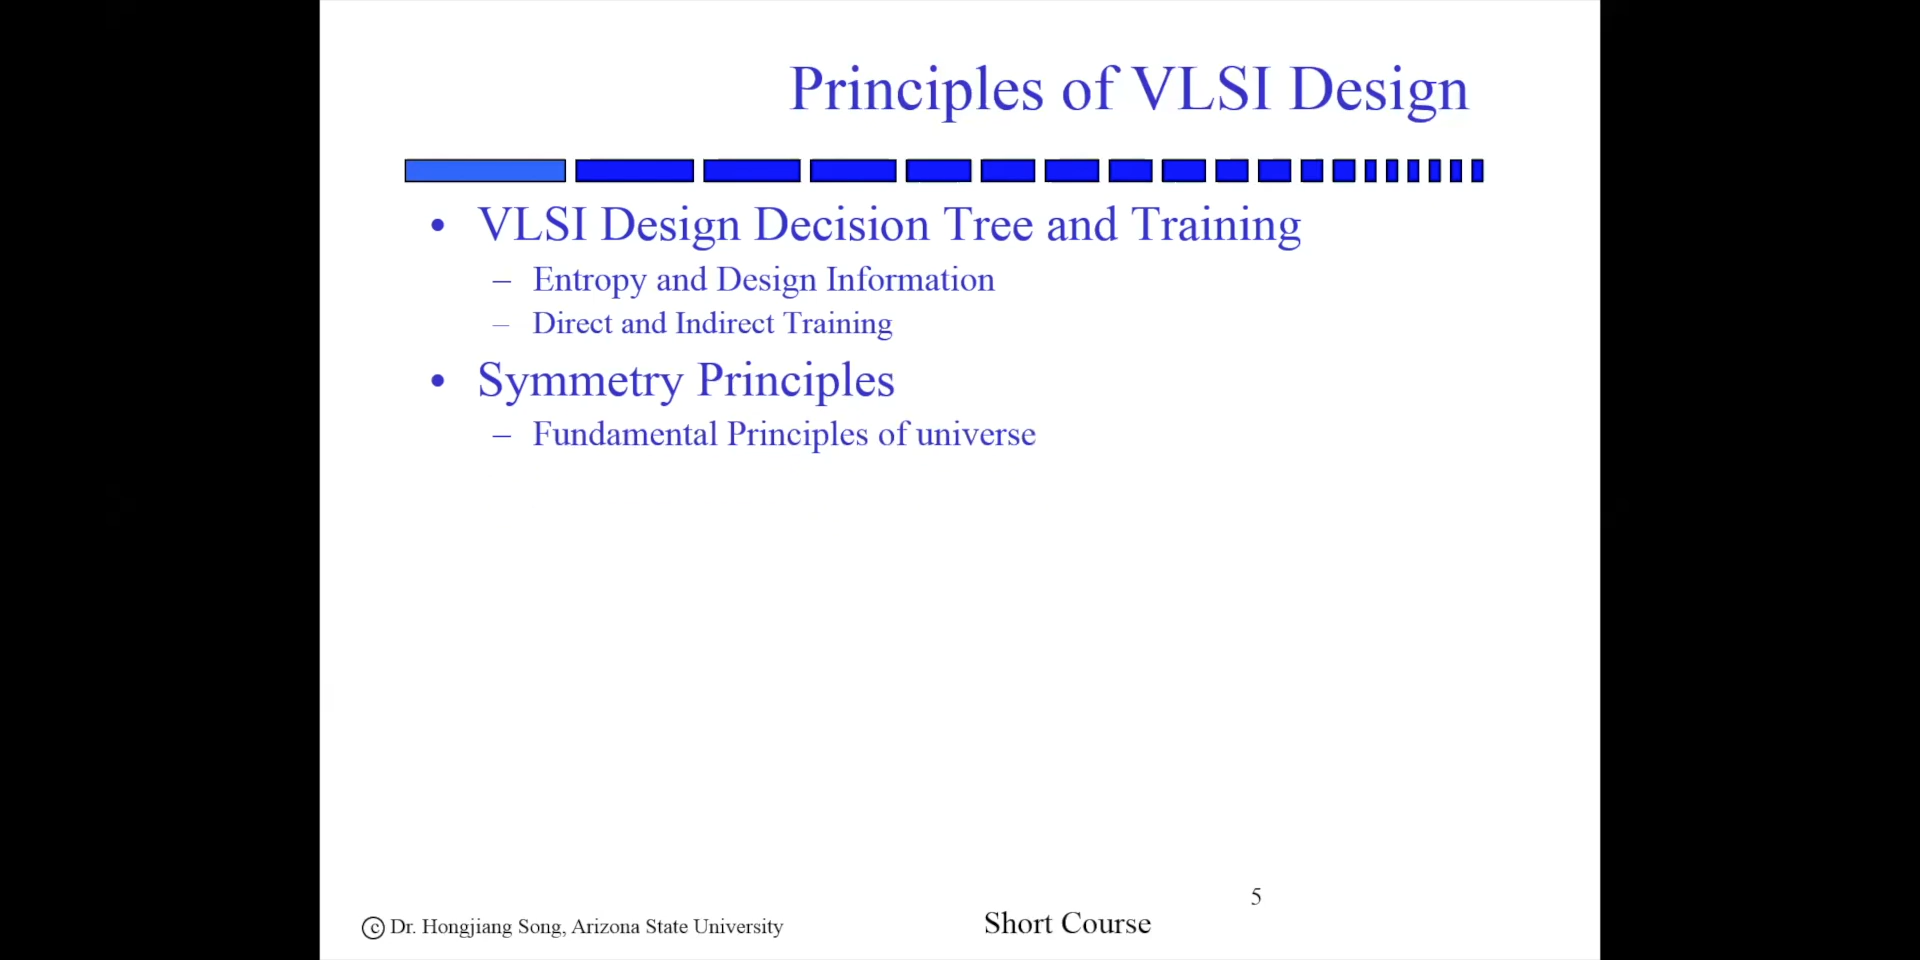 Principles of VLSI Design
• VLSI Design Decision Tree and Training
– Entropy and Design Information
– Direct and Indirect Training
• Symmetry Principles
– Fundamental Principles of universe
5
© Dr. Hongjiang Song, Arizona State University
Short Course